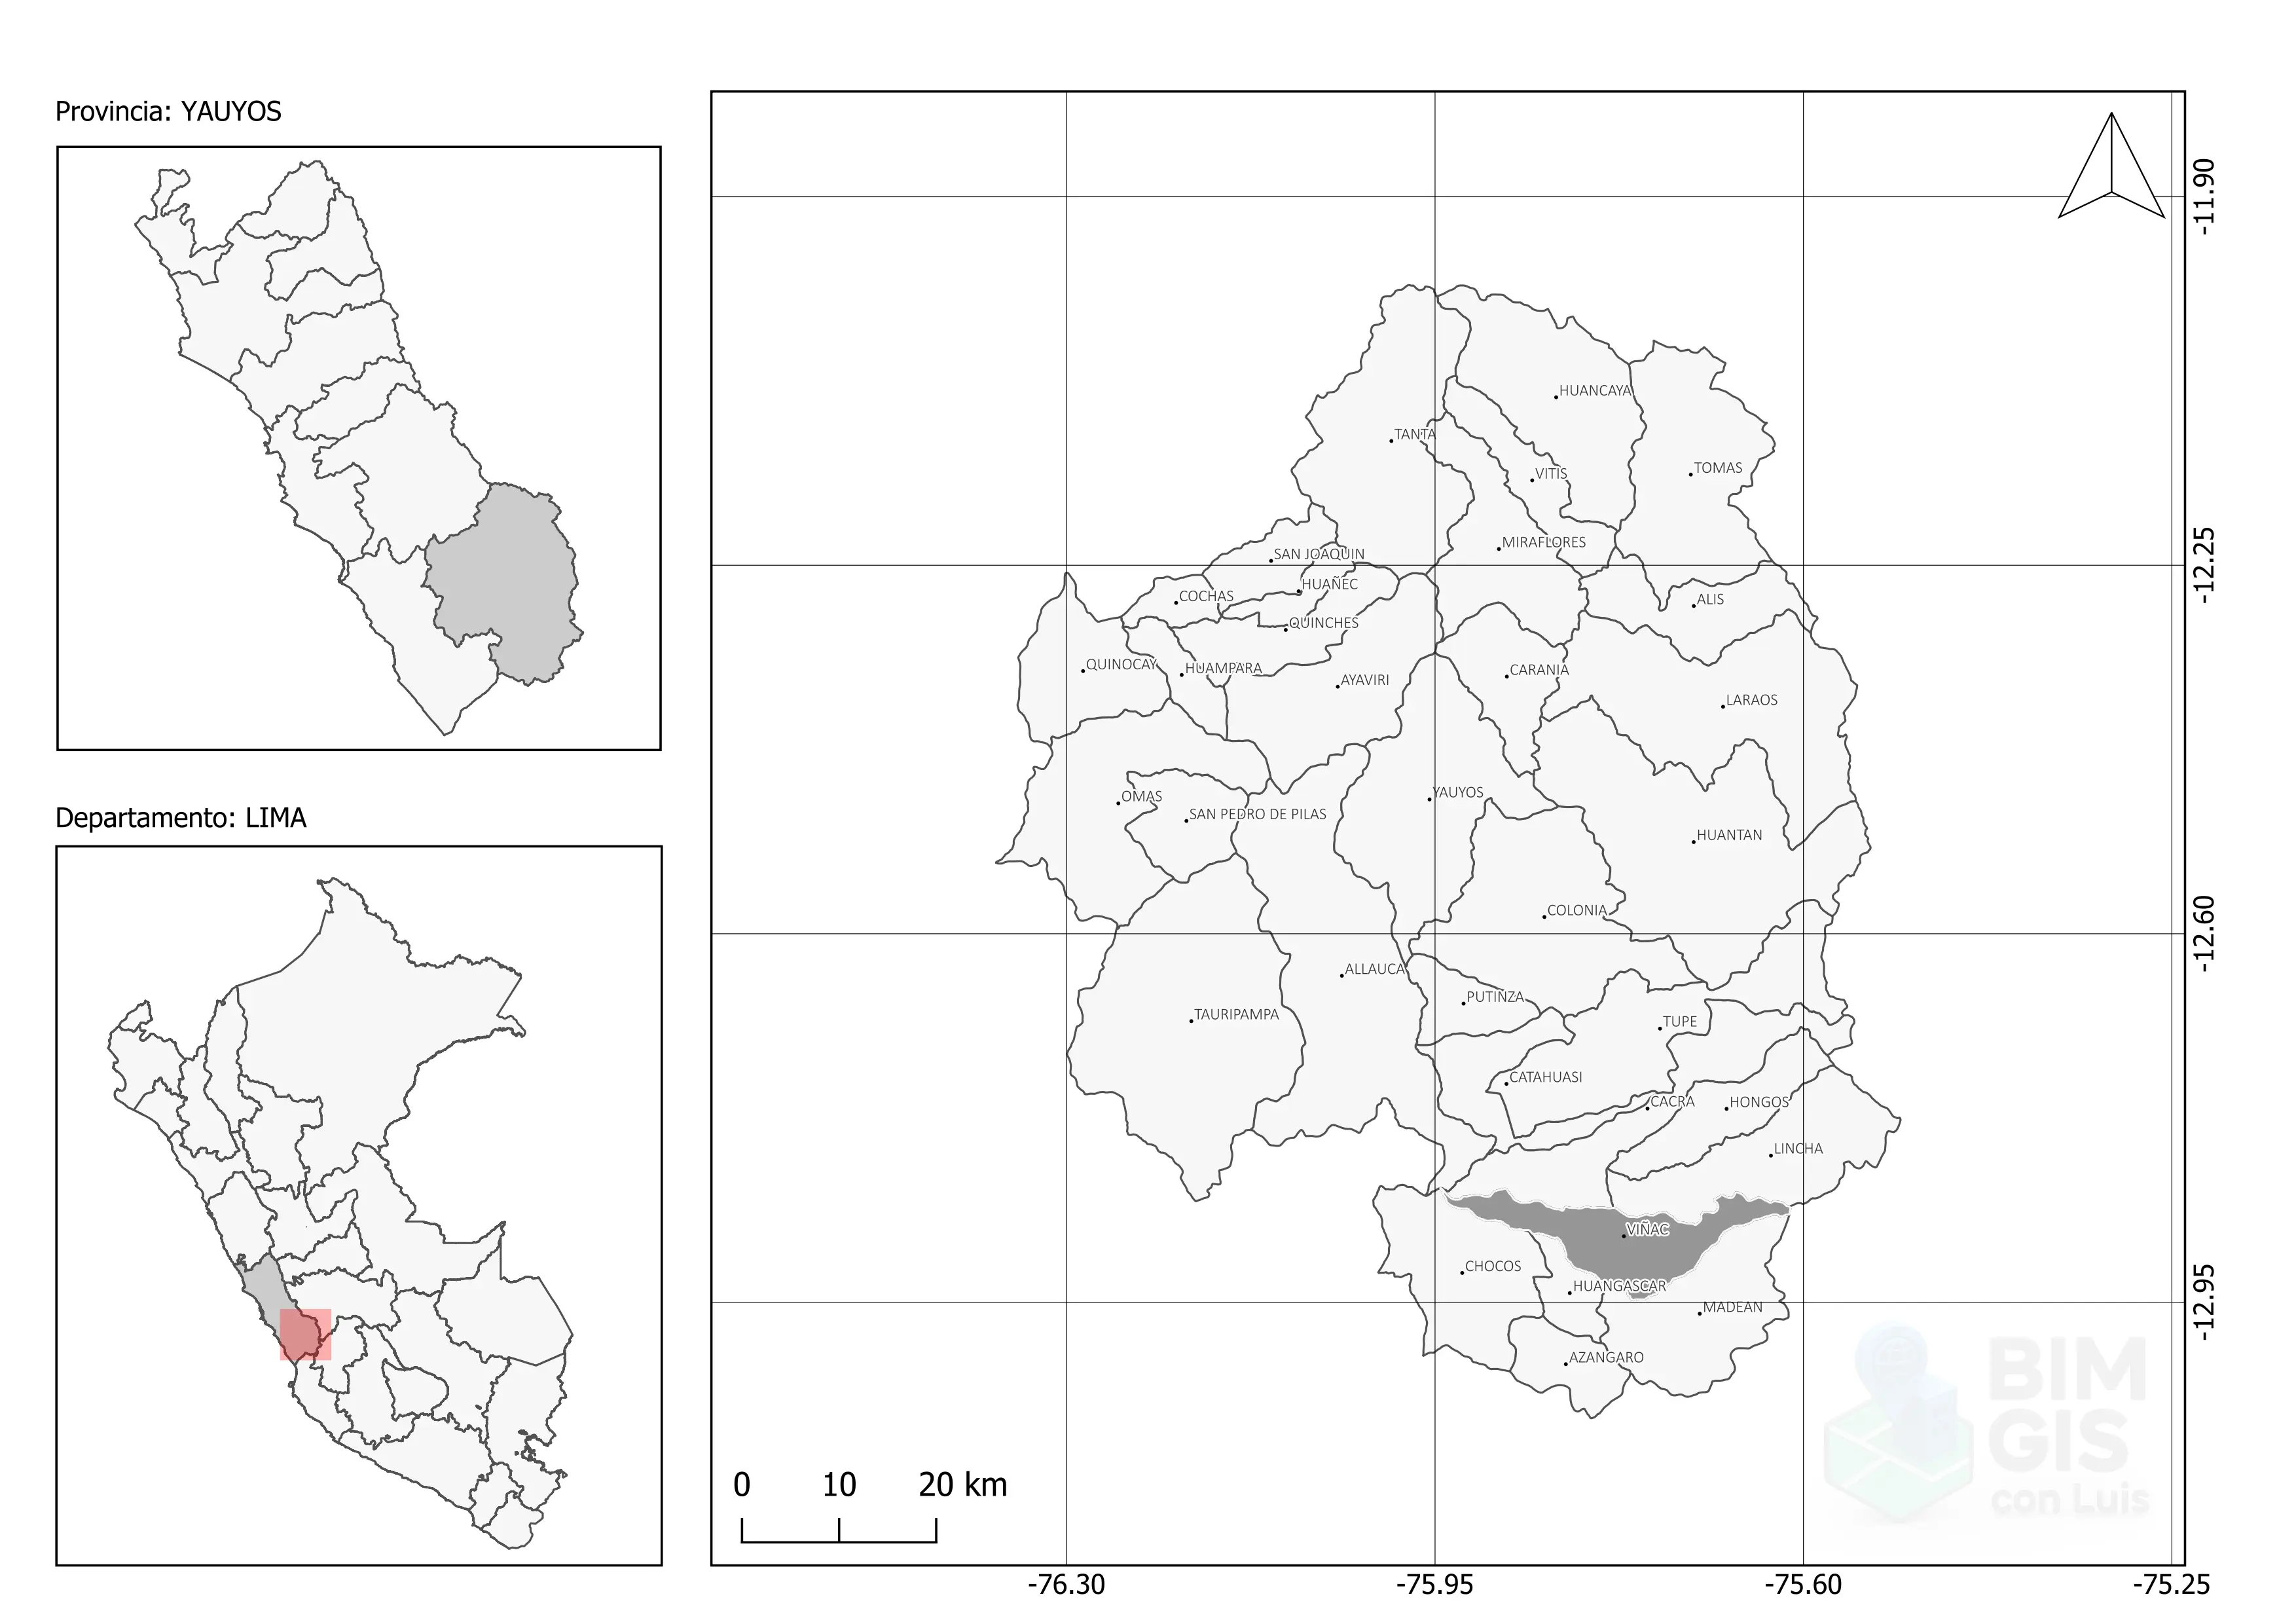 Provincia: YAUYOS
Departamento: LIMA
HUANCAYA
TANTA
TOMAS
VITIS
MIRAFLORES
SAN JOAQUIN
HUAÑEC
COCHAS
ALIS
QUINCHES
QUINOCAY
HUAMPARA
CARANIA
AYAVIRI
LARAOS
YAUYOS
OMAS
SAN PEDRO DE PILAS
HUANTAN
COLONIA
ALLAUCA
PUTINZA
TAURIPAMPA
TUPE
CATAHUASI
CACRA
HONGOS
LINCHA
VIÑAC
CHOCOS
HUANGASCAR
MADEAN
AZANGARO
-11.90
-12.25
-12.60
-12.95
BIM
GIS
con Luis
0 10 20 km
-76.30 -75.95 -75.60 -75.25